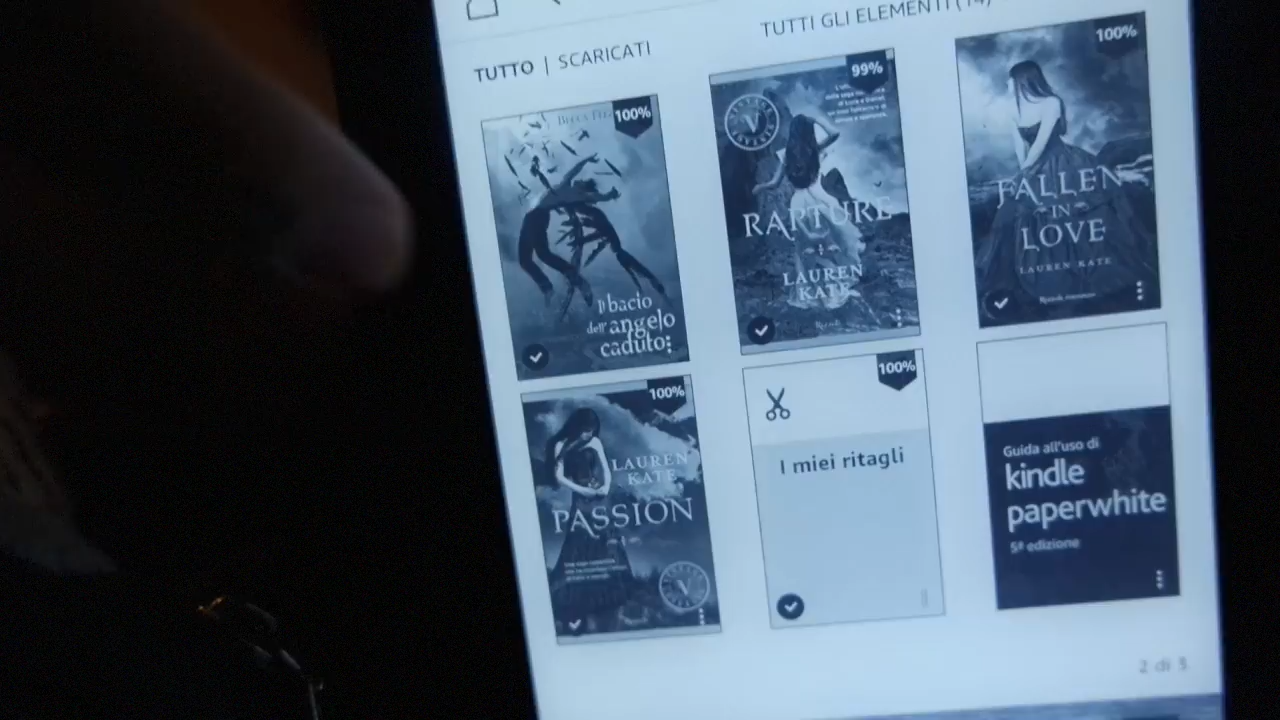 TUTTO | SCARICATI
TUTTI GLI ELEMENTI (14)
100%
Il bacio
dell'angelo
caduto
99%
RAPTURE
LAUREN
KATE
100%
FALLEN
IN
LOVE
LAUREN KATE
100%
LAUREN
KATE
PASSION
100%
I miei ritagli
Guida all'uso di
kindle
paperwhite
5ª edizione
2 di 3